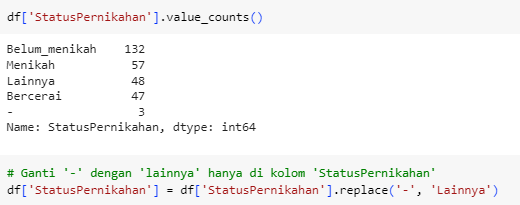 df['StatusPernikahan'].value_counts()
Belum_menikah    132
Menikah           57
Lainnya           48
Bercerai          47
-                  3
Name: StatusPernikahan, dtype: int64
# Ganti '-' dengan 'lainnya' hanya di kolom 'StatusPernikahan'
df['StatusPernikahan'] = df['StatusPernikahan'].replace('-', 'Lainnya')